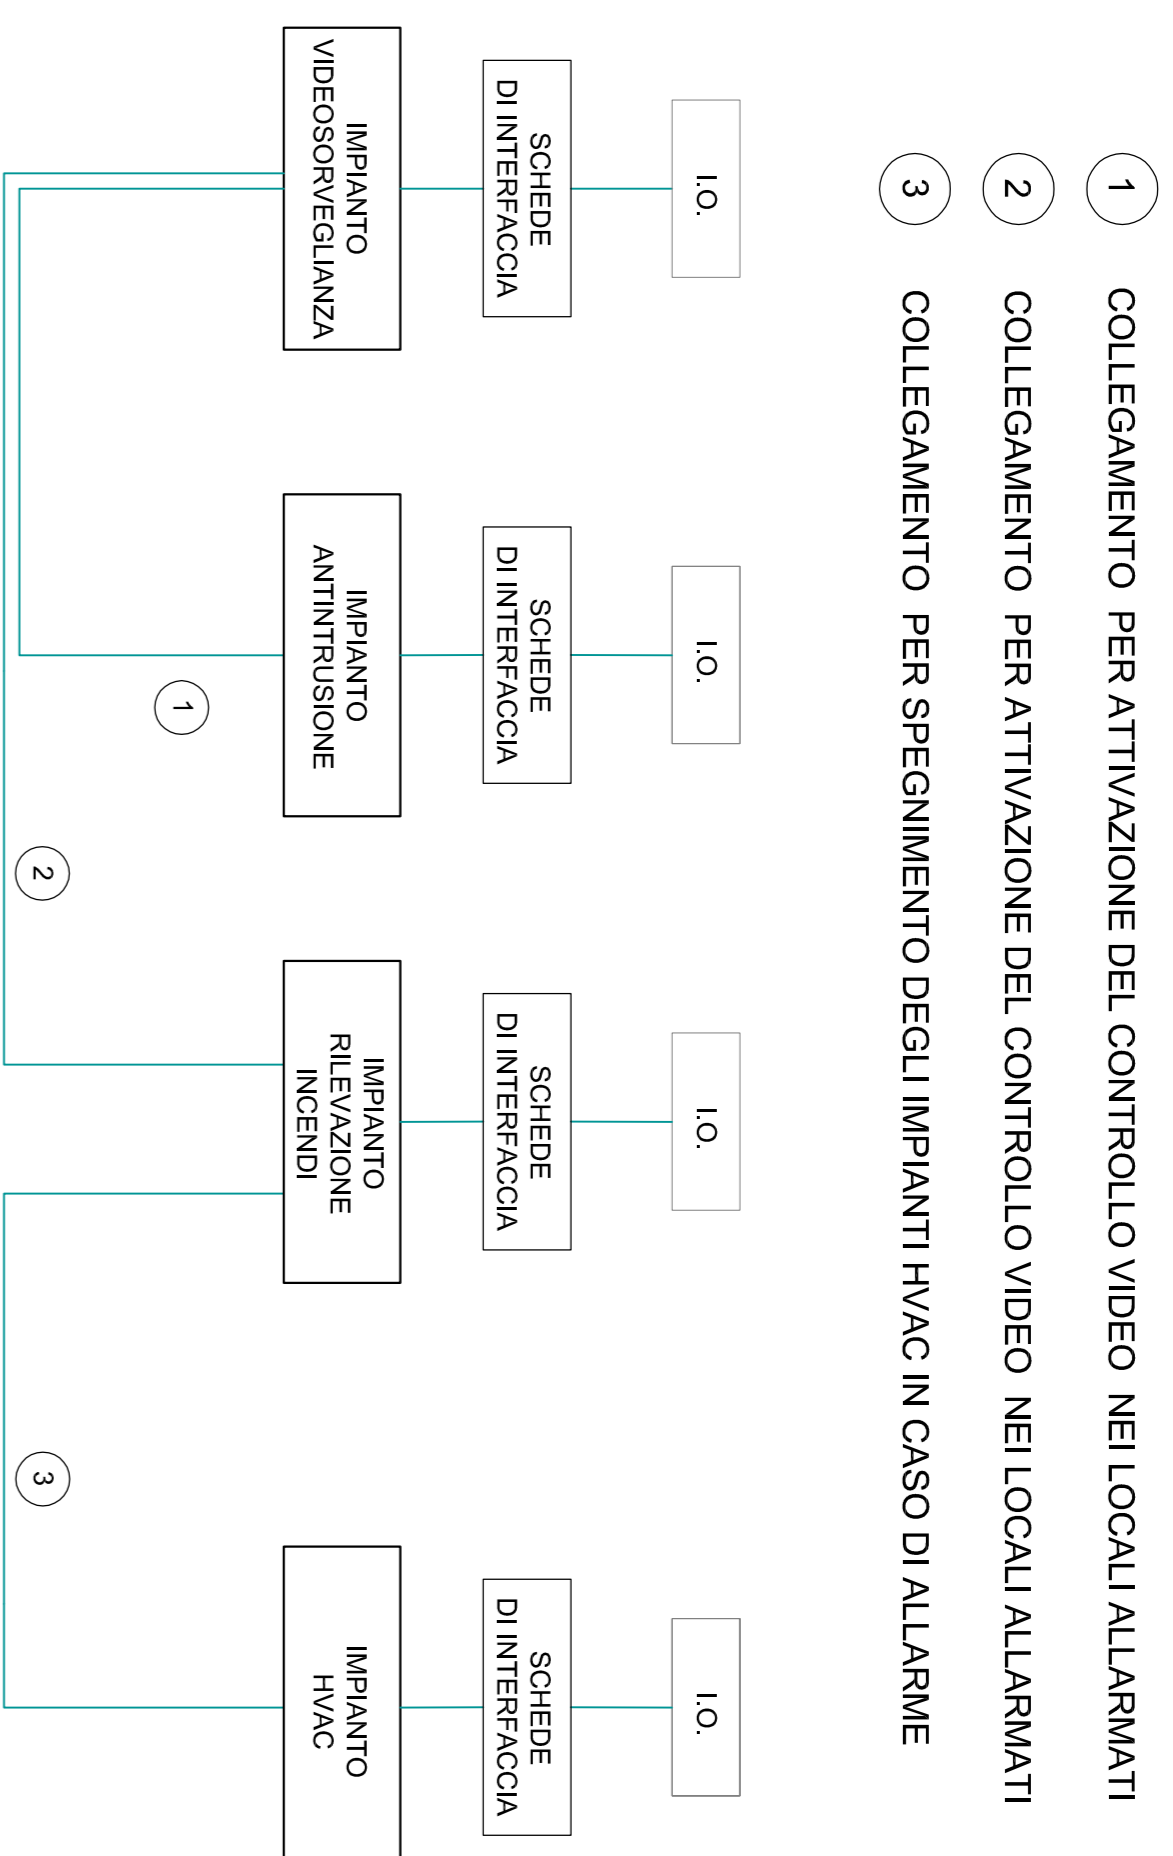 1 COLLEGAMENTO PER ATTIVAZIONE DEL CONTROLLO VIDEO NEI LOCALI ALLARMATI
2 COLLEGAMENTO PER ATTIVAZIONE DEL CONTROLLO VIDEO NEI LOCALI ALLARMATI
3 COLLEGAMENTO PER SPEGNIMENTO DEGLI IMPIANTI HVAC IN CASO DI ALLARME
I.O.
I.O.
I.O.
I.O.
SCHEDE
DI INTERFACCIA
SCHEDE
DI INTERFACCIA
SCHEDE
DI INTERFACCIA
SCHEDE
DI INTERFACCIA
IMPIANTO
VIDEOSORVEGLIANZA
IMPIANTO
ANTINTRUSIONE
IMPIANTO
RILEVAZIONE
INCENDI
IMPIANTO
HVAC
1
2
3